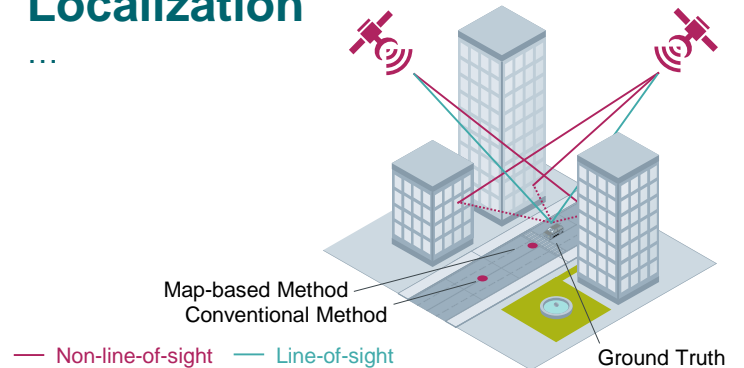 Localization
...
Map-based Method
Conventional Method
Non-line-of-sight
Line-of-sight
Ground Truth